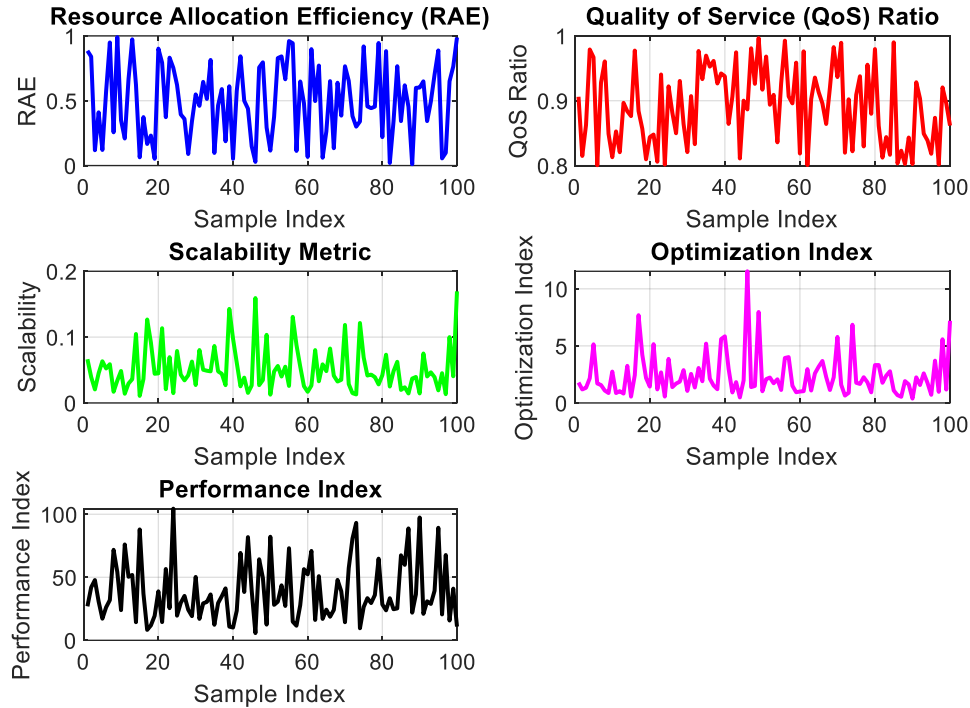 Resource Allocation Efficiency (RAE)
RAE
1
0.5
0
0 20 40 60 80 100
Sample Index
Quality of Service (QoS) Ratio
QoS Ratio
1
0.9
0.8
0 20 40 60 80 100
Sample Index
Scalability Metric
Scalability
0.2
0.1
0
0 20 40 60 80 100
Sample Index
Optimization Index
Optimization Index
10
5
0
0 20 40 60 80 100
Sample Index
Performance Index
Performance Index
100
50
0
0 20 40 60 80 100
Sample Index